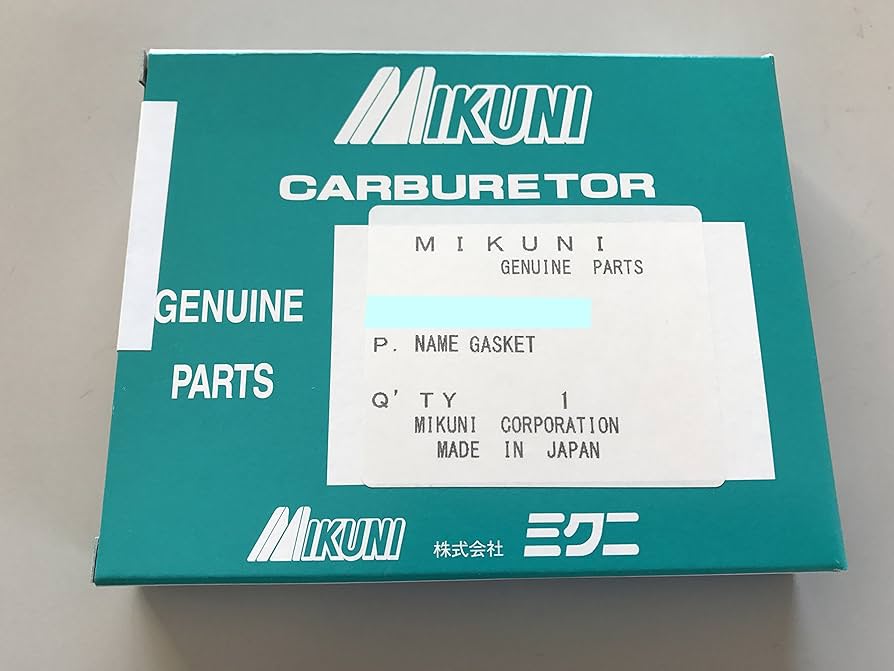 MIKUNI
CARBURETOR
MIKUNI
GENUINE PARTS
P. NAME GASKET
Q'TY 1
MIKUNI CORPORATION
MADE IN JAPAN
GENUINE
PARTS
MIKUNI 株式会社 ミクニ